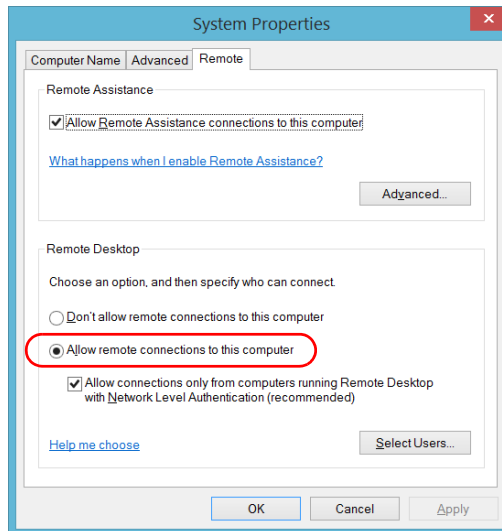 System Properties
x
Computer Name Advanced Remote
Remote Assistance
Allow Remote Assistance connections to this computer
What happens when I enable Remote Assistance?
Advanced...
Remote Desktop
Choose an option, and then specify who can connect.
Don't allow remote connections to this computer
Allow remote connections to this computer
Allow connections only from computers running Remote Desktop
with Network Level Authentication (recommended)
Help me choose
Select Users...
OK Cancel Apply